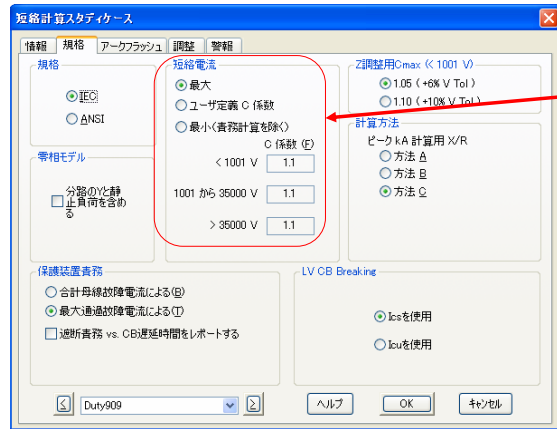 短絡計算スタディケース
情報 規格 アークフラッシュ 調整 警報
規格
IEC
ANSI
零相モデル
分路のYと静
止負荷を含め
る
短絡電流
最大
ユーザ定義 C 係数
最小(責務計算を除く)
C 係数 (F)
< 1001 V 1.1
1001 から 35000 V 1.1
> 35000 V 1.1
Z調整用Cmax (< 1001 V)
1.05 ( +6% V Tol )
1.10 ( +10% V Tol )
計算方法
ピーク kA 計算用 X/R
方法 A
方法 B
方法 C
保護装置責務
合計母線故障電流による(B)
最大通過故障電流による(T)
遮断責務 vs. CB遅延時間をレポートする
LV CB Breaking
Icsを使用
Icuを使用
< Duty909 > ヘルプ OK キャンセル